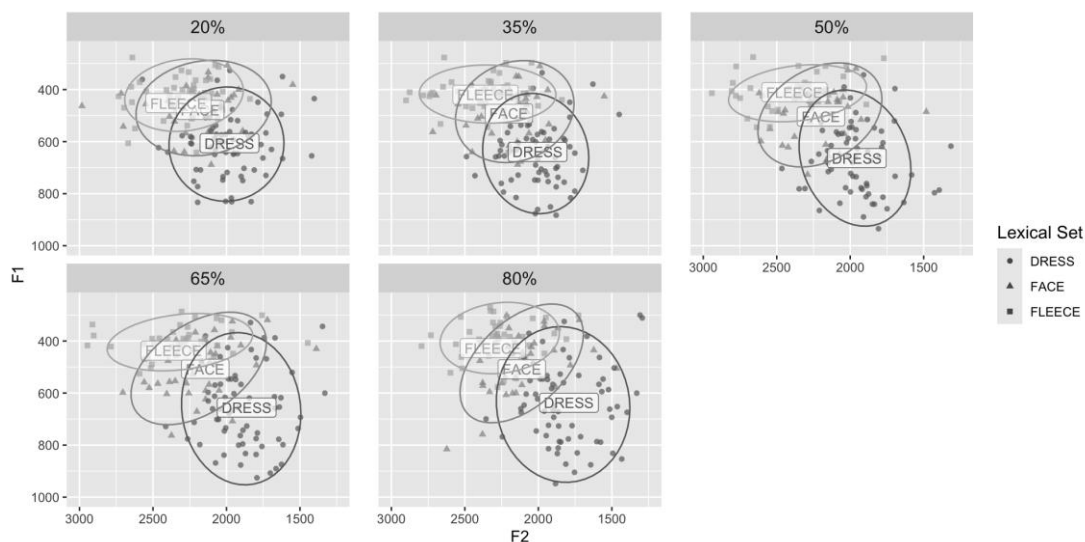 20%
35%
50%
400
600
800
1000
FLEECE
FACE
DRESS
FLEECE
FACE
DRESS
FLEECE
FACE
DRESS
3000
2500
2000
1500
F1
65%
80%
400
600
800
1000
FLEECE
FACE
DRESS
FLEECE
FACE
DRESS
3000
2500
2000
1500
3000
2500
2000
1500
F2
Lexical Set
DRESS
FACE
FLEECE